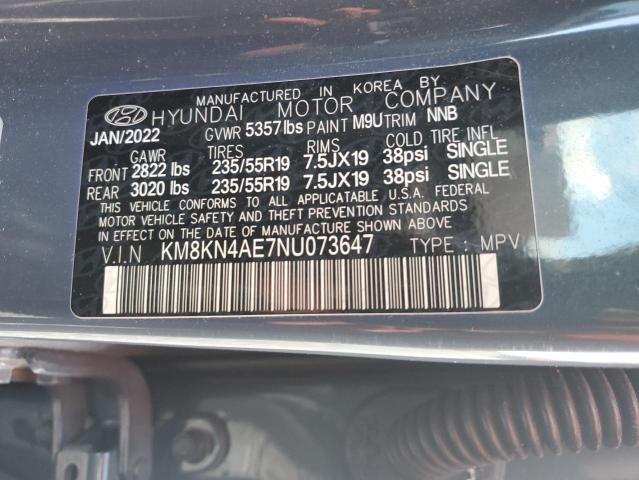 MANUFACTURED IN KOREA BY
HYUNDAI MOTOR COMPANY
JAN/2022 GVWR 5357 lbs PAINT M9U TRIM NNB
GAWR TIRES RIMS COLD TIRE INFL
FRONT 2822 lbs 235/55R19 7.5JX19 38psi SINGLE
REAR 3020 lbs 235/55R19 7.5JX19 38psi SINGLE
THIS VEHICLE CONFORMS TO ALL APPLICABLE U.S.A. FEDERAL
MOTOR VEHICLE SAFETY AND THEFT PREVENTION STANDARDS
IN EFFECT ON THE DATE OF MANUFACTURE SHOWN ABOVE.
V.I.N KM8KN4AE7NU073647 TYPE : MPV